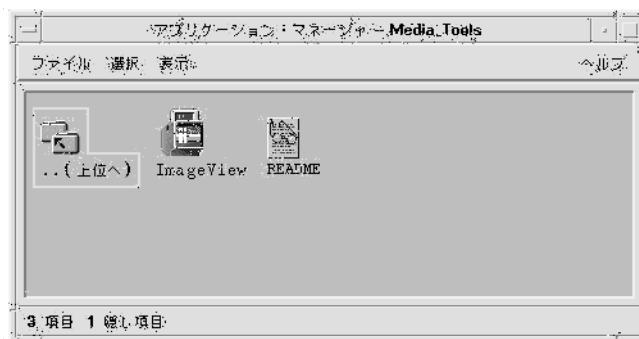 アプリケーション・マネージャ - Media_Tools
ファイル 選択 表示 ヘルプ
..(上位へ) ImageView README
3 項目 1 隠し項目